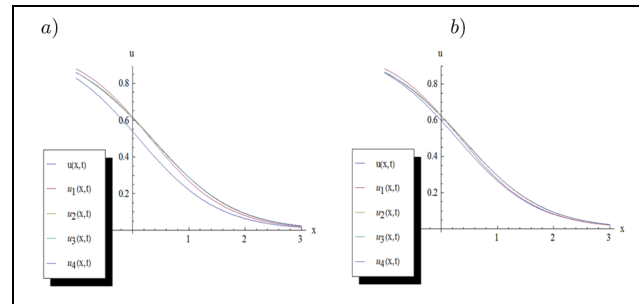 a)
b)
u
0.8
0.6
0.4
0.2
1
2
3
x
u(x,t)
u1(x,t)
u2(x,t)
u3(x,t)
u4(x,t)
u
0.8
0.6
0.4
0.2
1
2
3
x
u(x,t)
u1(x,t)
u2(x,t)
u3(x,t)
u4(x,t)